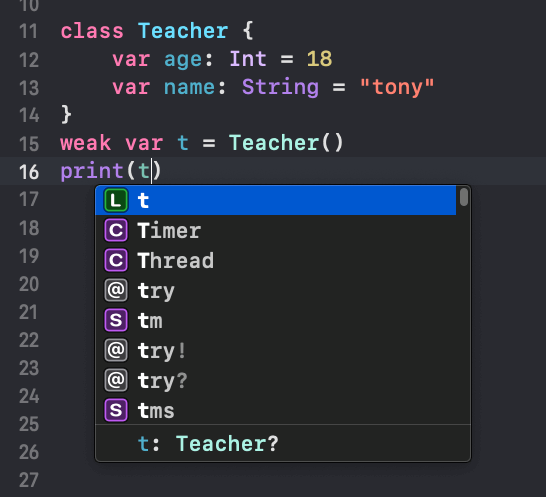 10
11 class Teacher {
12     var age: Int = 18
13     var name: String = "tony"
14 }
15 weak var t = Teacher()
16 print(t)
17
L t
18
C Timer
19
C Thread
20
@ try
21
S tm
22
@ try!
23
@ try?
24
S tms
25
t: Teacher?
26
27